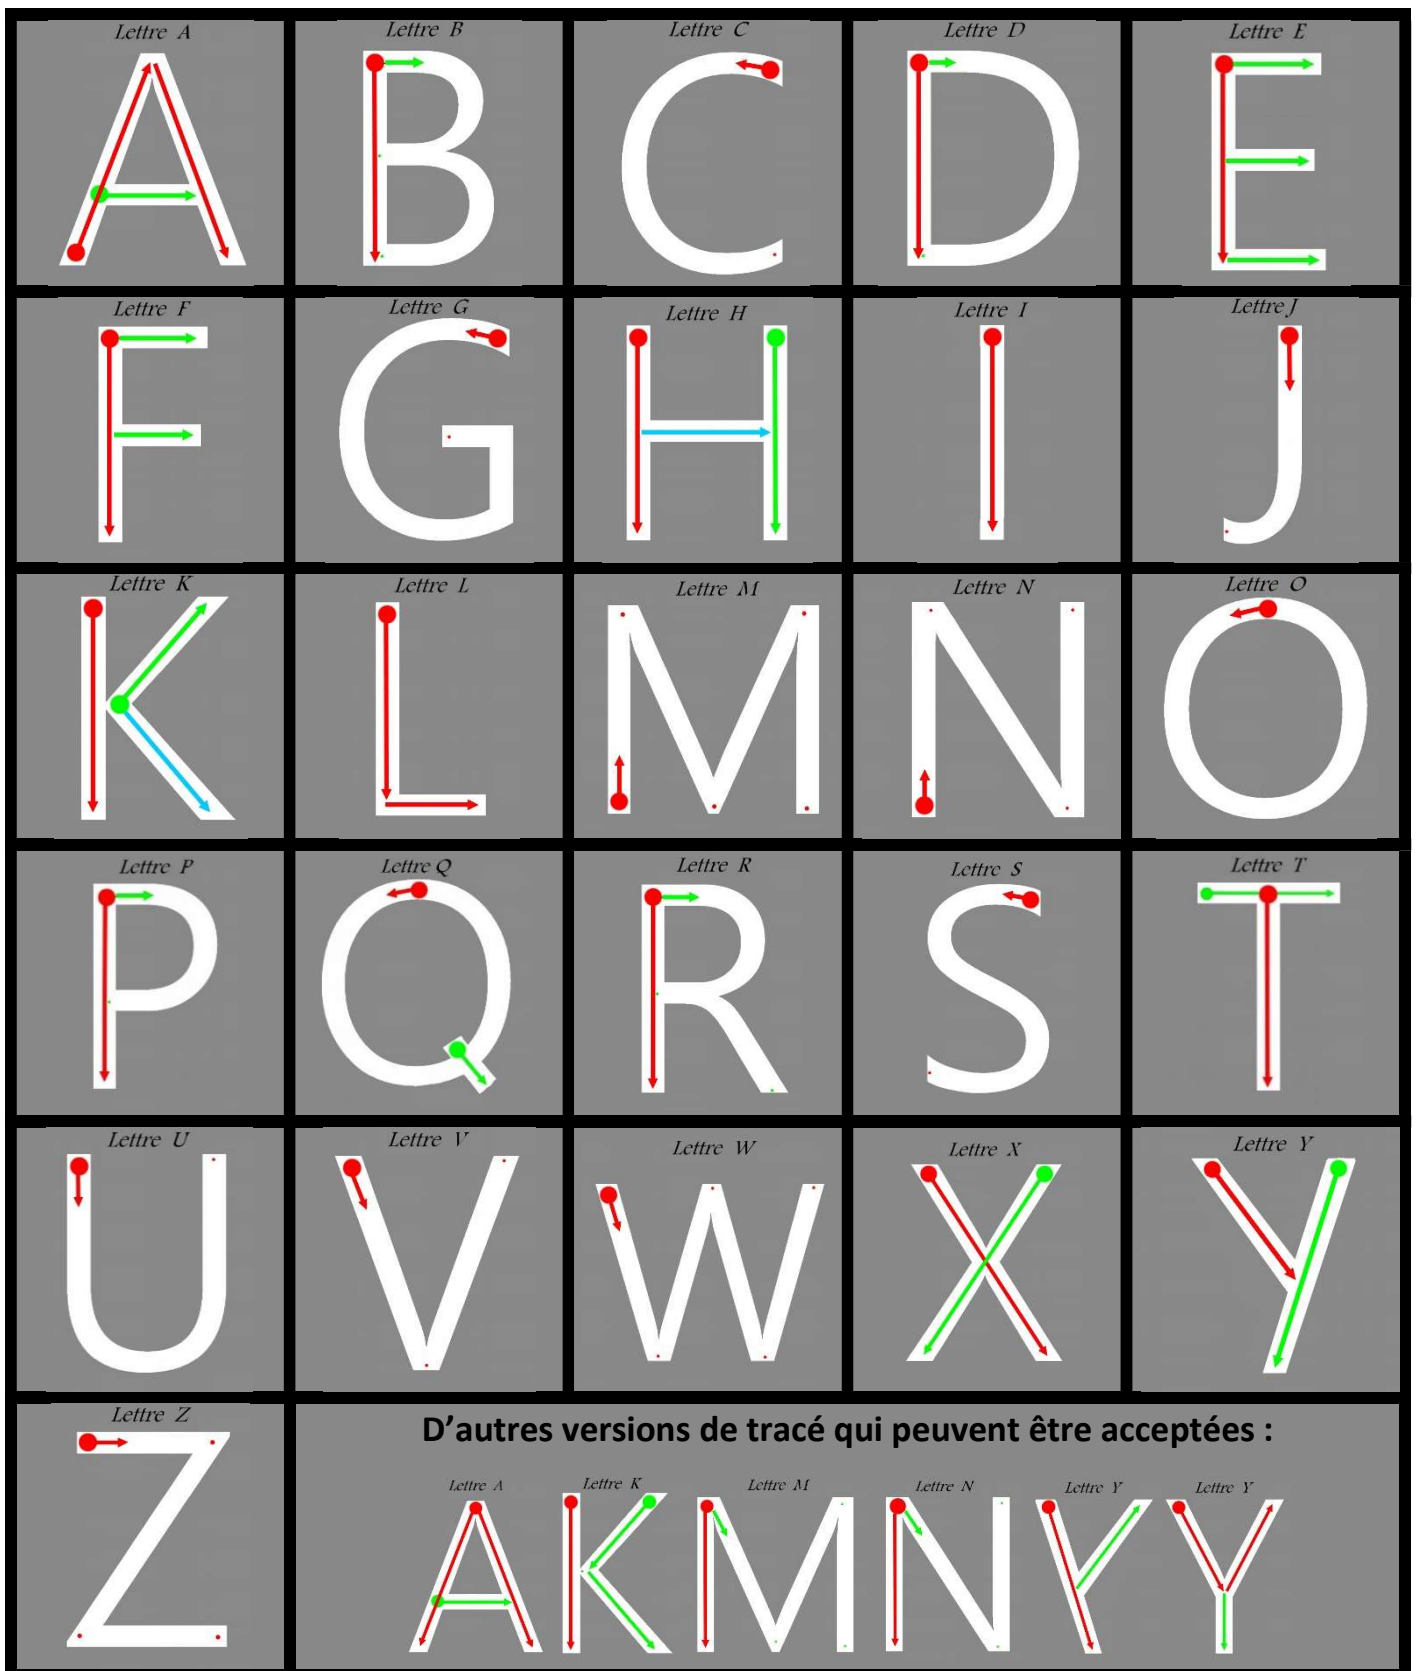 Lettre A
Lettre B
Lettre C
Lettre D
Lettre E
A
B
C
D
E
Lettre F
Lettre G
Lettre H
Lettre I
Lettre J
F
G
H
I
J
Lettre K
Lettre L
Lettre M
Lettre N
Lettre O
K
L
M
N
O
Lettre P
Lettre Q
Lettre R
Lettre S
Lettre T
P
Q
R
S
T
Lettre U
Lettre V
Lettre W
Lettre X
Lettre Y
U
V
W
X
Y
Lettre Z
Z
D’autres versions de tracé qui peuvent être acceptées :
Lettre A
Lettre K
Lettre M
Lettre N
Lettre Y
Lettre Y
A
K
M
N
Y
Y